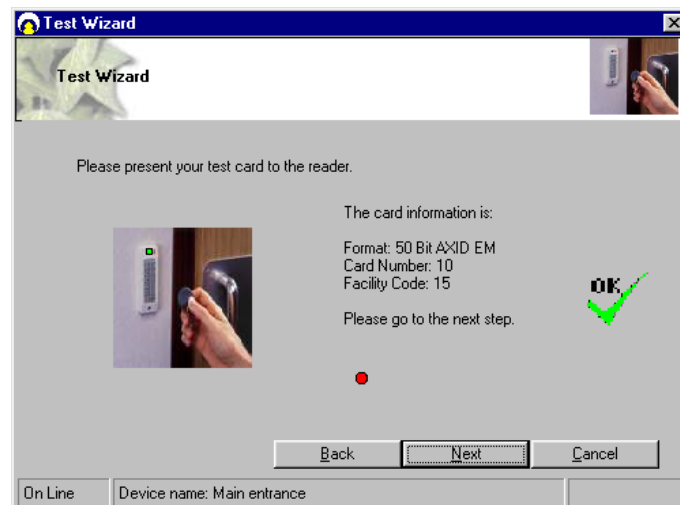 Test Wizard
Test Wizard
Please present your test card to the reader.
The card information is:
Format: 50 Bit AXID EM
Card Number: 10
Facility Code: 15
OK
Please go to the next step.
Back Next Cancel
On Line Device name: Main entrance